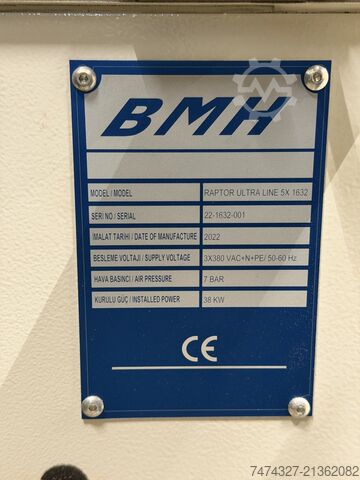 BMH
MODEL / MODEL RAPTOR ULTRA LINE 5X 1632
SERI NO / SERIAL 22-1632-001
IMALAT TARIHI / DATE OF MANUFACTURE 2022
BESLEME VOLTAJI / SUPPLY VOLTAGE 3X380 VAC+N+PE/ 50-60 Hz
HAVA BASINCI / AIR PRESSURE 7 BAR
KURULU GÜÇ / INSTALLED POWER 38 KW
CE
7474327-21362082